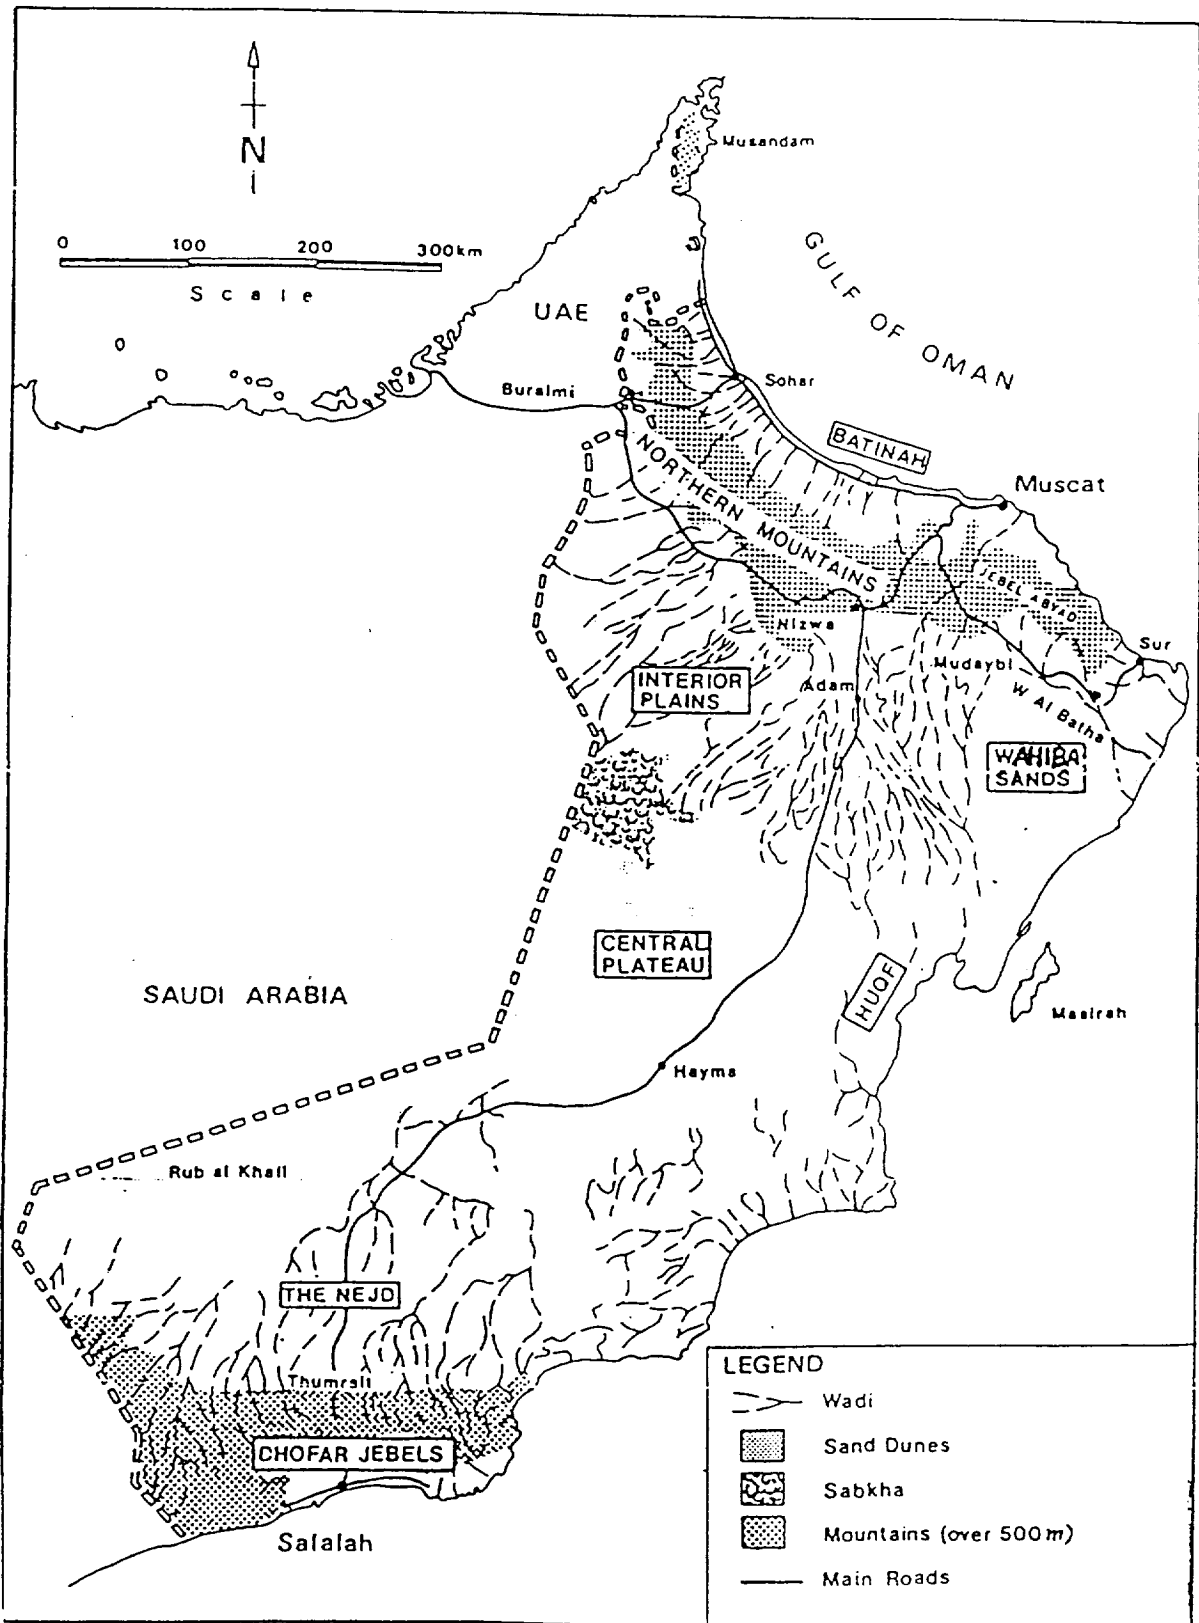 N
0 100 200 300km
Scale
Musandam
GULF OF OMAN
UAE
Buraimi
Sohar
BATINAH
NORTHERN MOUNTAINS
Muscat
JEBEL ABYAD
Nizwa
Sur
INTERIOR
PLAINS
Adam
Mudaybi
W Al Batha
WAHIBA
SANDS
CENTRAL
PLATEAU
SAUDI ARABIA
HUQF
Masirah
Hayma
Rub al Khali
THE NEJD
Thumrait
DHOFAR JEBELS
Salalah
LEGEND
Wadi
Sand Dunes
Sabkha
Mountains (over 500m)
Main Roads